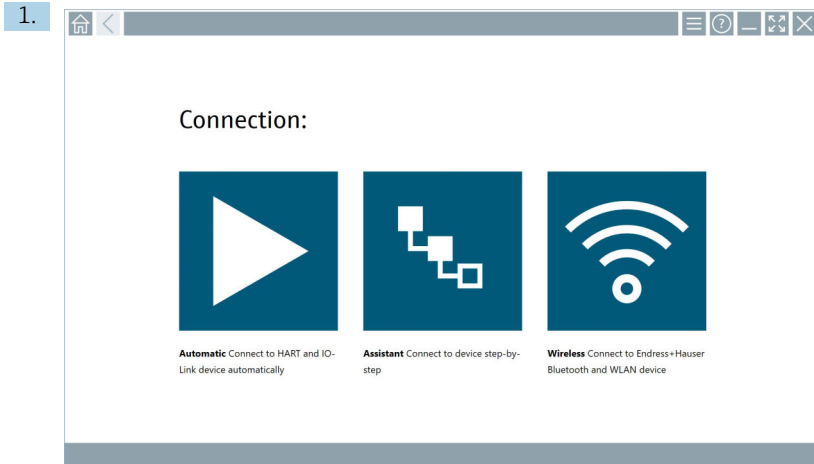 1.
Connection:
Automatic Connect to HART and IO-
Link device automatically
Assistant Connect to device step-by-
step
Wireless Connect to Endress+Hauser
Bluetooth and WLAN device